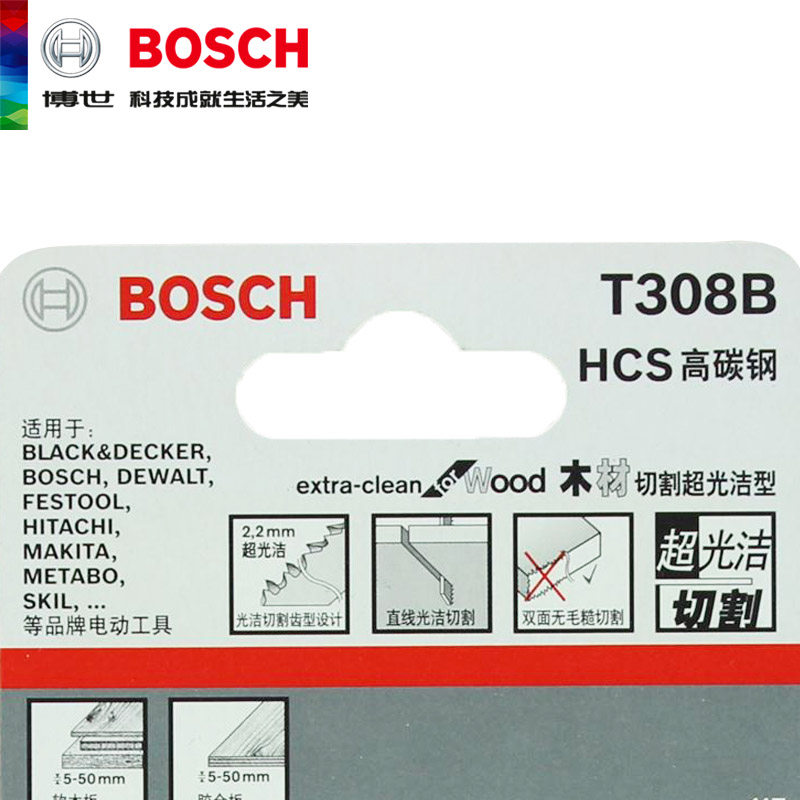 BOSCH
博世 科技成就生活之美
BOSCH
T308B
HCS 高碳钢
适用于:
BLACK&DECKER,
BOSCH, DEWALT,
FESTOOL,
HITACHI,
MAKITA,
METABO,
SKIL, ...
等品牌电动工具
extra-clean for Wood 木材 切割超光洁型
2,2mm
超光洁
光洁切割齿型设计
直线光洁切割
双面无毛糙切割
超光洁
切割
5-50mm
5-50mm